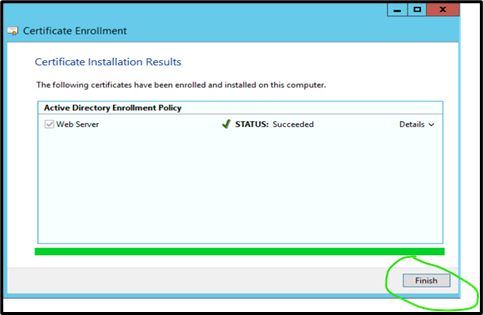 Certificate Enrollment
Certificate Installation Results
The following certificates have been enrolled and installed on this computer.
Active Directory Enrollment Policy
Web Server STATUS: Succeeded Details
Finish